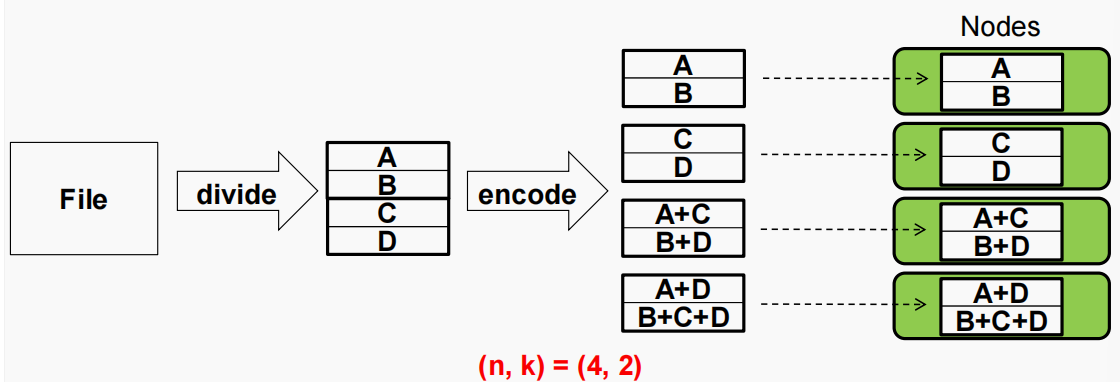 Nodes
File
divide
A
B
C
D
encode
A
B
C
D
A+C
B+D
A+D
B+C+D
A
B
C
D
A+C
B+D
A+D
B+C+D
(n, k) = (4, 2)